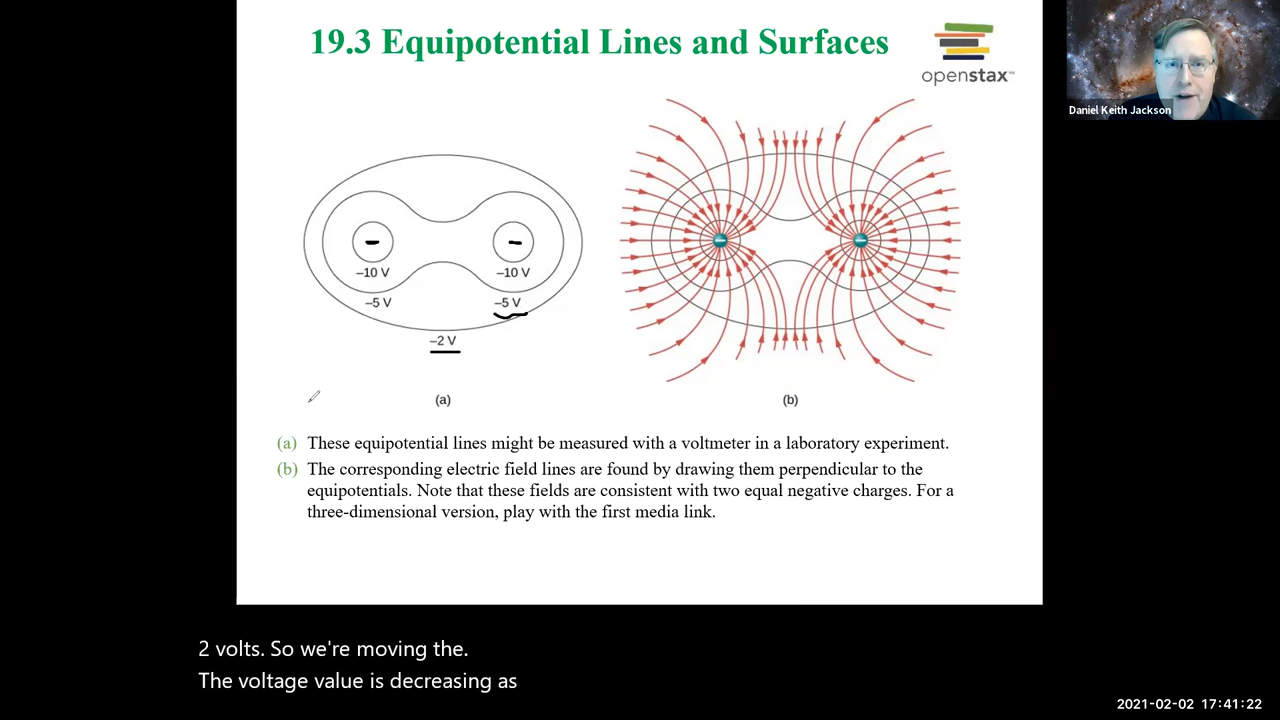 19.3 Equipotential Lines and Surfaces
openstax™
Daniel Keith Jackson
–10 V
–10 V
–5 V
–5 V
–2 V
(a)
(b)
(a) These equipotential lines might be measured with a voltmeter in a laboratory experiment.
(b) The corresponding electric field lines are found by drawing them perpendicular to the
equipotentials. Note that these fields are consistent with two equal negative charges. For a
three-dimensional version, play with the first media link.
2 volts. So we're moving the.
The voltage value is decreasing as
2021-02-02 17:41:22